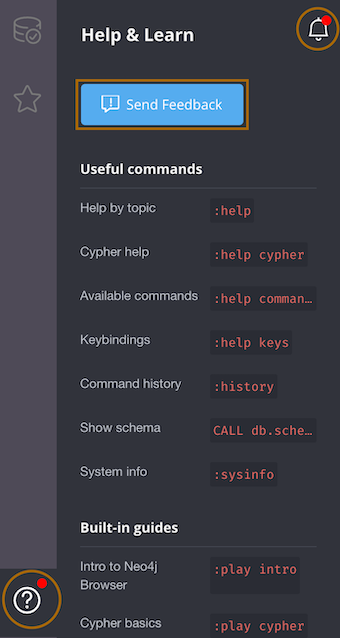 Help & Learn
Send Feedback
Useful commands
Help by topic :help
Cypher help :help cypher
Available commands :help comman…
Keybindings :help keys
Command history :history
Show schema CALL db.sche…
System info :sysinfo
Built-in guides
Intro to Neo4j :play intro
Browser
Cypher basics :play cypher